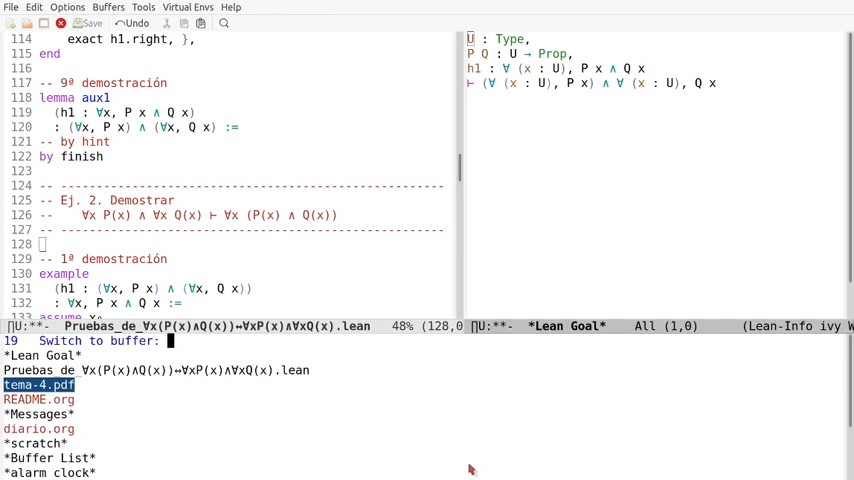 File Edit Options Buffers Tools Virtual Envs Help
Save Undo
114 exact h1.right, },
115 end
116
117 -- 9ª demostración
118 lemma aux1
119 (h1 : ∀x, P x ∧ Q x)
120 : (∀x, P x) ∧ (∀x, Q x) :=
121 -- by hint
122 by finish
123
124 -- -----------------------------------------------------
125 -- Ej. 2. Demostrar
126 -- ∀x P(x) ∧ ∀x Q(x) ⊢ ∀x (P(x) ∧ Q(x))
127 -- -----------------------------------------------------
128
129 -- 1ª demostración
130 example
131 (h1 : (∀x, P x) ∧ (∀x, Q x))
132 : ∀x, P x ∧ Q x :=
133 assume x₀
U : Type,
P Q : U → Prop,
h1 : ∀ (x : U), P x ∧ Q x
⊢ (∀ (x : U), P x) ∧ ∀ (x : U), Q x
∏U:**- Pruebas_de_∀x(P(x)∧Q(x))↔∀xP(x)∧∀xQ(x).lean 48% (128,0
∏U:**- *Lean Goal* All (1,0) (Lean-Info ivy W
19 Switch to buffer:
*Lean Goal*
Pruebas_de_∀x(P(x)∧Q(x))↔∀xP(x)∧∀xQ(x).lean
tema-4.pdf
README.org
*Messages*
diario.org
*scratch*
*Buffer List*
*alarm clock*